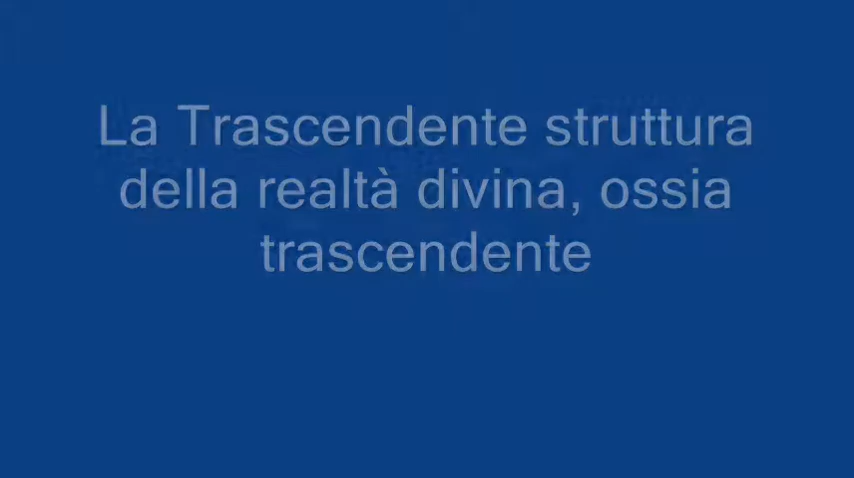 La Trascendente struttura
della realtà divina, ossia
trascendente